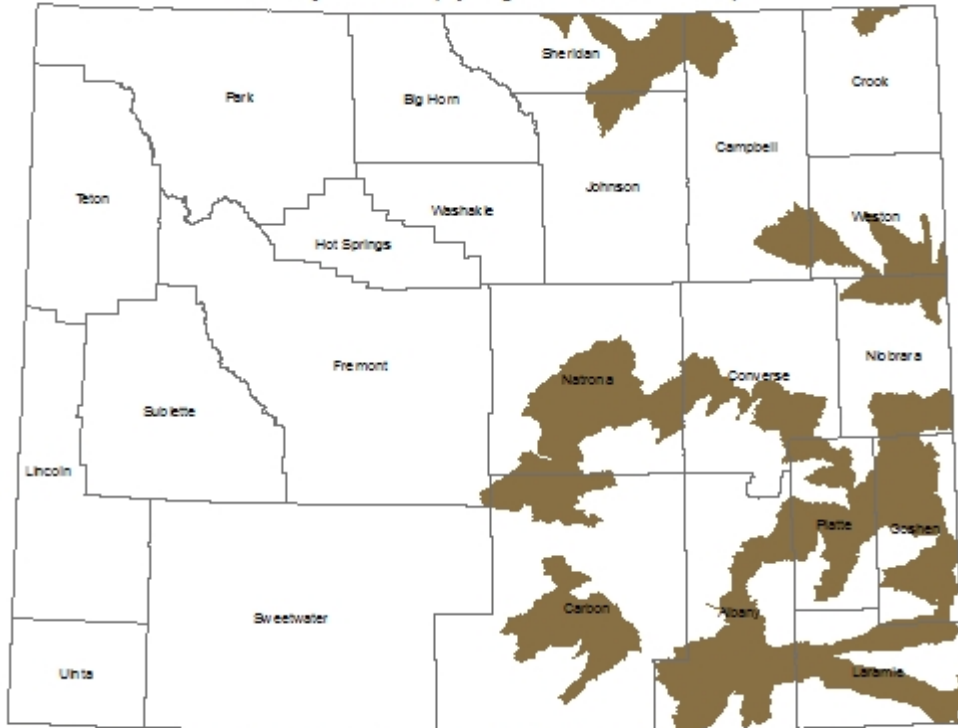 Sheridan
Crook
Park
Big Horn
Campbell
Johnson
Teton
Washakie
Weston
Hot Springs
Niobrara
Fremont
Converse
Natrona
Sublette
Lincoln
Platte
Goshen
Carbon
Albany
Sweetwater
Uinta
Laramie